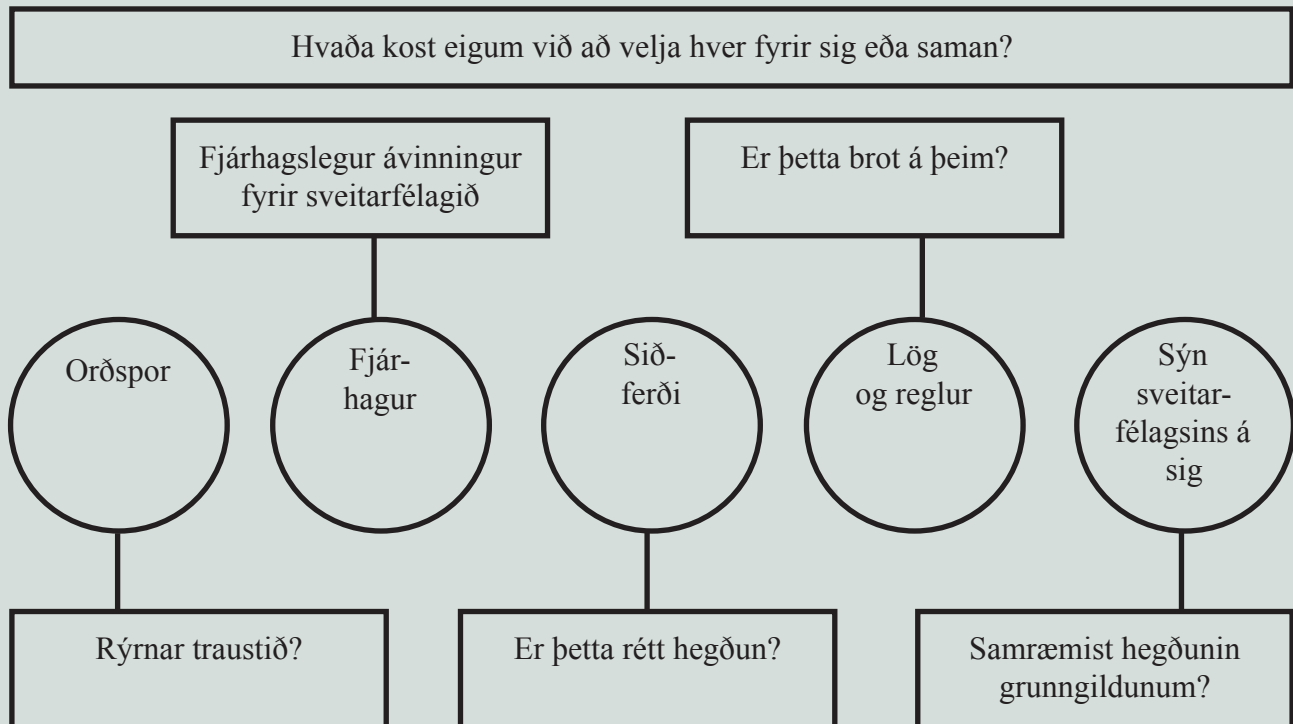 Hvaða kost eigum við að velja hver fyrir sig eða saman?
Fjárhagslegur ávinningur
fyrir sveitarfélagið
Er þetta brot á þeim?
Orðspor
Fjár-
hagur
Sið-
ferði
Lög
og reglur
Sýn
sveitar-
félagsins á
sig
Rýrnar traustið?
Er þetta rétt hegðun?
Samræmist hegðunin
grunngildunum?